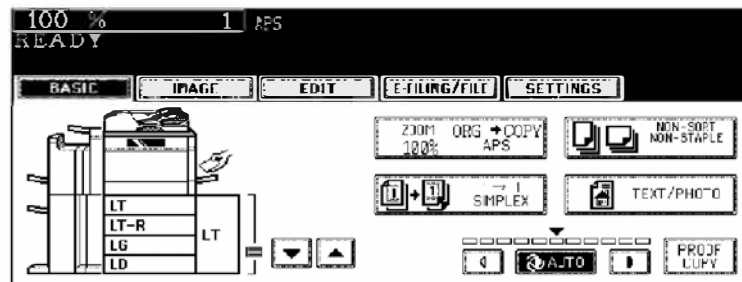 100 % 1 APS
READY
BASIC IMAGE EDIT E-FILING/FILE SETTINGS
ZOOM ORG ➔COPY
100% APS
NON-SORT
NON-STAPLE
1 → 1
SIMPLEX
TEXT/PHOTO
LT
LT-R
LG
LD
LT
AUTO
PROOF
COPY